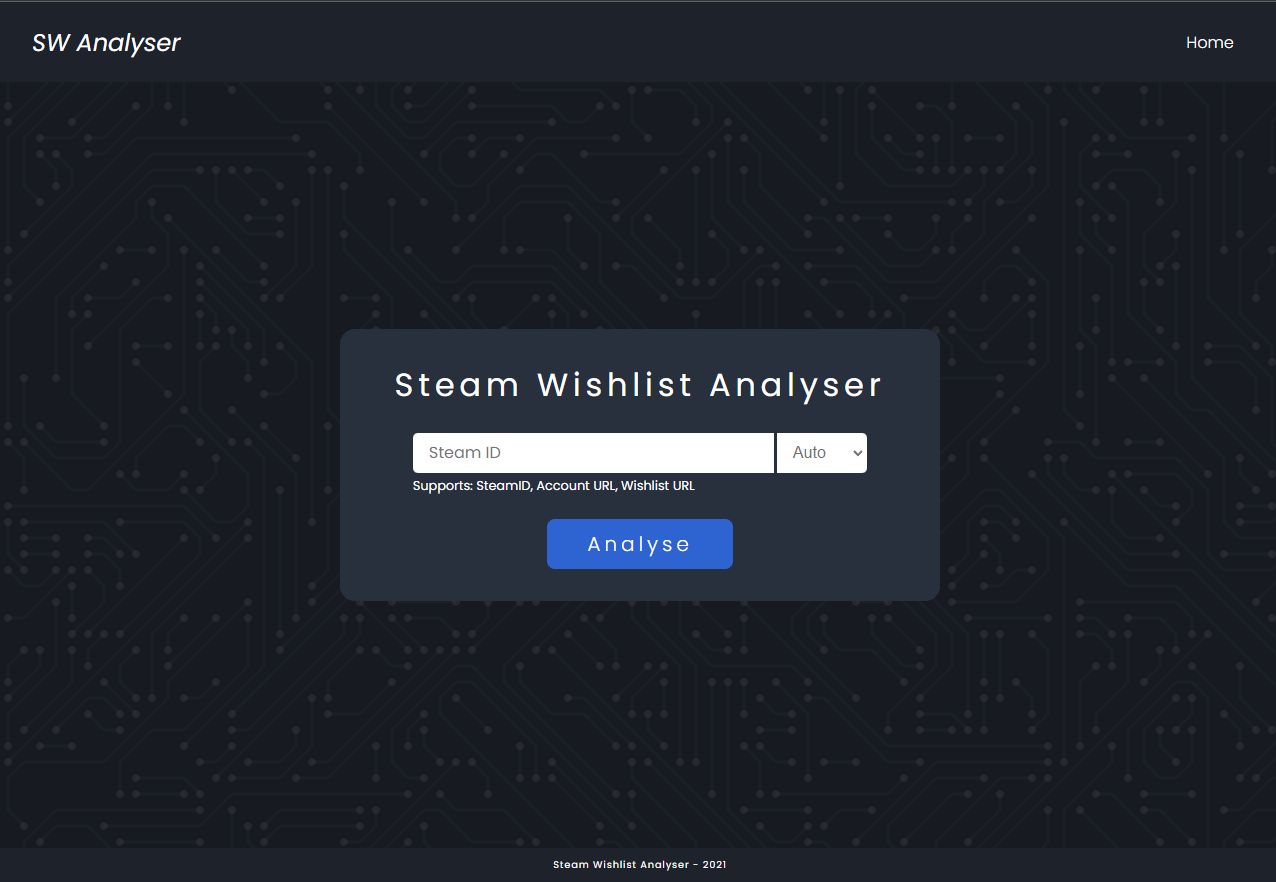 SW Analyser
Home
Steam Wishlist Analyser
Steam ID
Auto
Supports: SteamID, Account URL, Wishlist URL
Analyse
Steam Wishlist Analyser - 2021